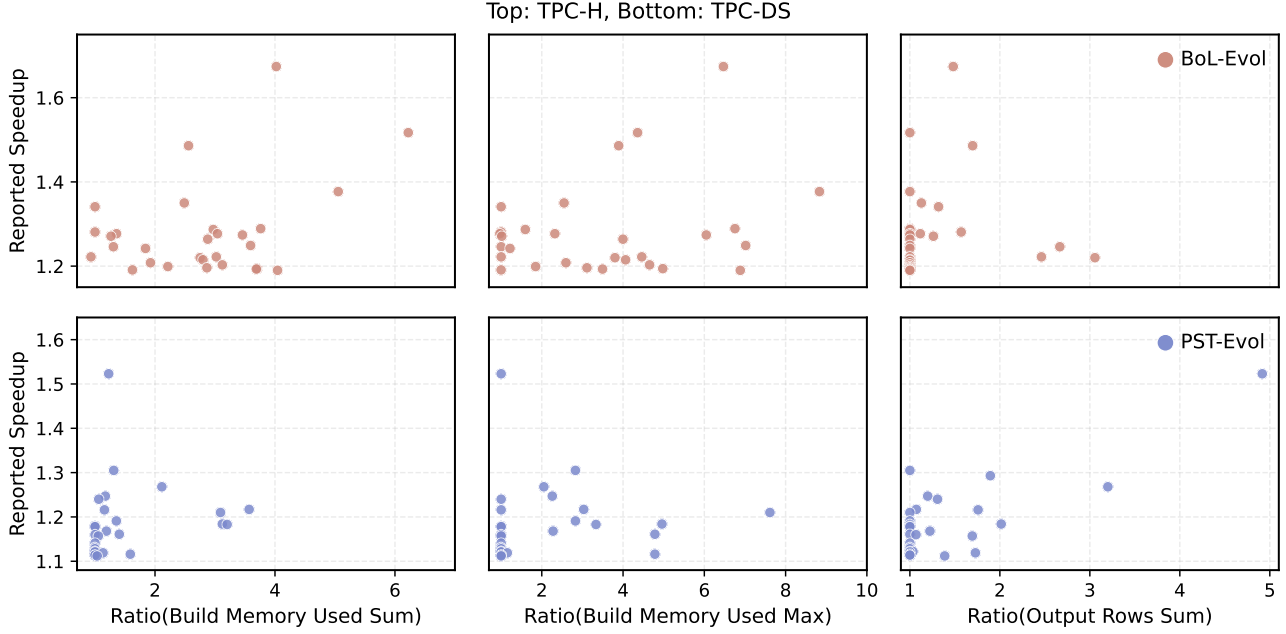 Top: TPC-H, Bottom: TPC-DS
Reported Speedup
1.6
1.4
1.2
BoL-Evol
Reported Speedup
1.6
1.5
1.4
1.3
1.2
1.1
PST-Evol
2 4 6
2 4 6 8 10
1 2 3 4 5
Ratio(Build Memory Used Sum)
Ratio(Build Memory Used Max)
Ratio(Output Rows Sum)